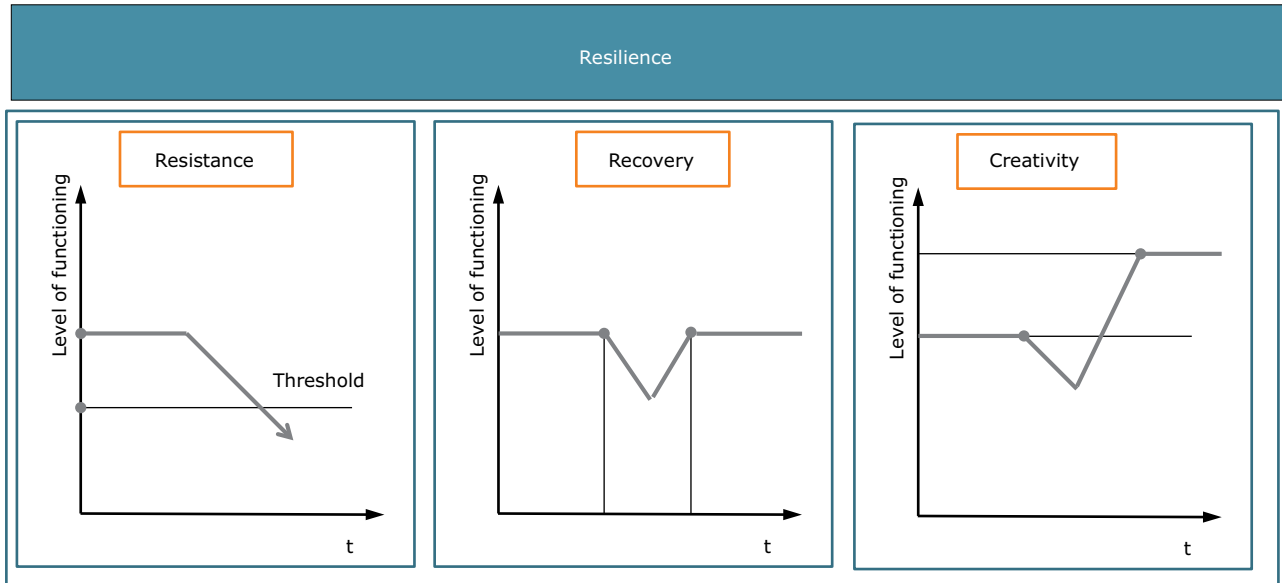 Resilience
Resistance
Level of functioning
Threshold
t
Recovery
Level of functioning
t
Creativity
Level of functioning
t